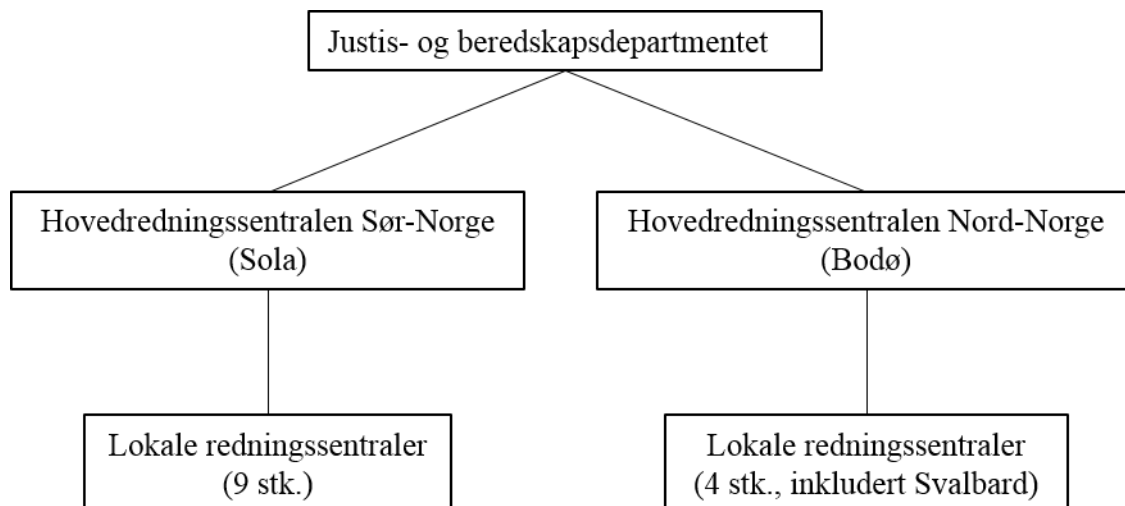 Justis- og beredskapsdepartmentet
Hovedredningssentralen Sør-Norge
(Sola)
Hovedredningssentralen Nord-Norge
(Bodø)
Lokale redningssentraler
(9 stk.)
Lokale redningssentraler
(4 stk., inkludert Svalbard)